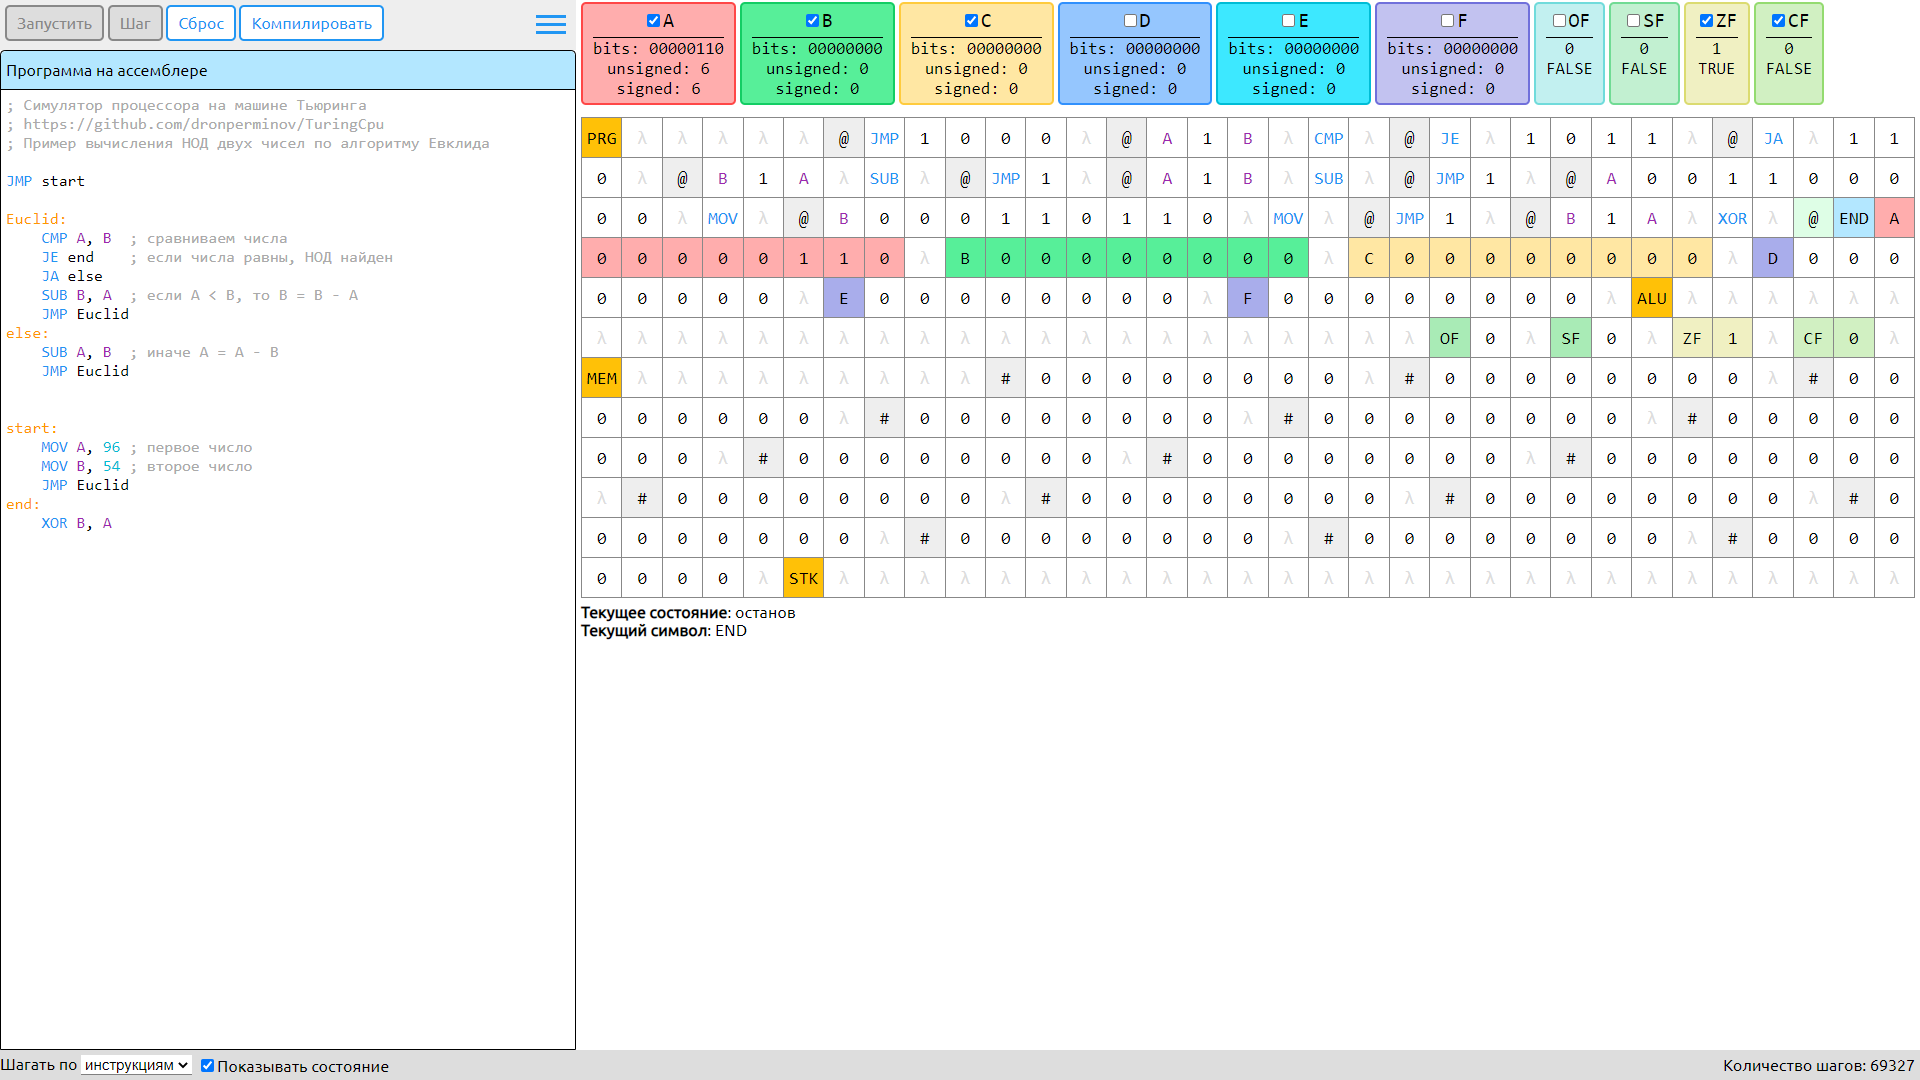 Запустить Шаг Сброс Компилировать
Программа на ассемблере
; Симулятор процессора на машине Тьюринга
; https://github.com/dronperminov/TuringCpu
; Пример вычисления НОД двух чисел по алгоритму Евклида
JMP start
Euclid:
CMP A, B ; сравниваем числа
JE end ; если числа равны, НОД найден
JA else
SUB B, A ; если A < B, то B = B - A
JMP Euclid
else:
SUB A, B ; иначе A = A - B
JMP Euclid
start:
MOV A, 96 ; первое число
MOV B, 54 ; второе число
JMP Euclid
end:
XOR B, A
A B C D E F OF SF ZF CF
bits: 00000110 bits: 00000000 bits: 00000000 bits: 00000000 bits: 00000000 bits: 00000000 0 0 1 0
unsigned: 6 unsigned: 0 unsigned: 0 unsigned: 0 unsigned: 0 unsigned: 0 FALSE FALSE TRUE FALSE
signed: 6 signed: 0 signed: 0 signed: 0 signed: 0 signed: 0
PRG λ λ λ λ λ @ JMP 1 0 0 0 λ @ A 1 B λ CMP λ @ JE λ 1 0 1 1 λ @ JA λ 1 1
0 λ @ B 1 A λ SUB λ @ JMP 1 λ @ A 1 B λ SUB λ @ JMP 1 λ @ A 0 0 1 1 0 0 0
0 0 λ MOV λ @ B 0 0 0 1 1 0 1 1 0 λ MOV λ @ JMP 1 λ @ B 1 A λ XOR λ @ END A
0 0 0 0 0 1 1 0 λ B 0 0 0 0 0 0 0 0 λ C 0 0 0 0 0 0 0 0 λ D 0 0 0
0 0 0 0 0 λ E 0 0 0 0 0 0 0 0 λ F 0 0 0 0 0 0 0 0 λ ALU λ λ λ λ λ λ
λ λ λ λ λ λ λ λ λ λ λ λ λ λ λ λ λ λ λ λ λ OF 0 λ SF 0 λ ZF 1 λ CF 0 λ
MEM λ λ λ λ λ λ λ λ λ # 0 0 0 0 0 0 0 0 λ # 0 0 0 0 0 0 0 0 λ # 0 0
0 0 0 0 0 0 λ # 0 0 0 0 0 0 0 0 λ # 0 0 0 0 0 0 0 0 λ # 0 0 0 0 0
0 0 0 λ # 0 0 0 0 0 0 0 0 λ # 0 0 0 0 0 0 0 0 λ # 0 0 0 0 0 0 0 0
λ # 0 0 0 0 0 0 0 0 λ # 0 0 0 0 0 0 0 0 λ # 0 0 0 0 0 0 0 0 λ # 0
0 0 0 0 0 0 0 λ # 0 0 0 0 0 0 0 0 λ # 0 0 0 0 0 0 0 0 λ # 0 0 0 0
0 0 0 0 λ STK λ λ λ λ λ λ λ λ λ λ λ λ λ λ λ λ λ λ λ λ λ λ λ λ λ λ λ
Текущее состояние: останов
Текущий символ: END
Шагать по инструкциям Показывать состояние Количество шагов: 69327